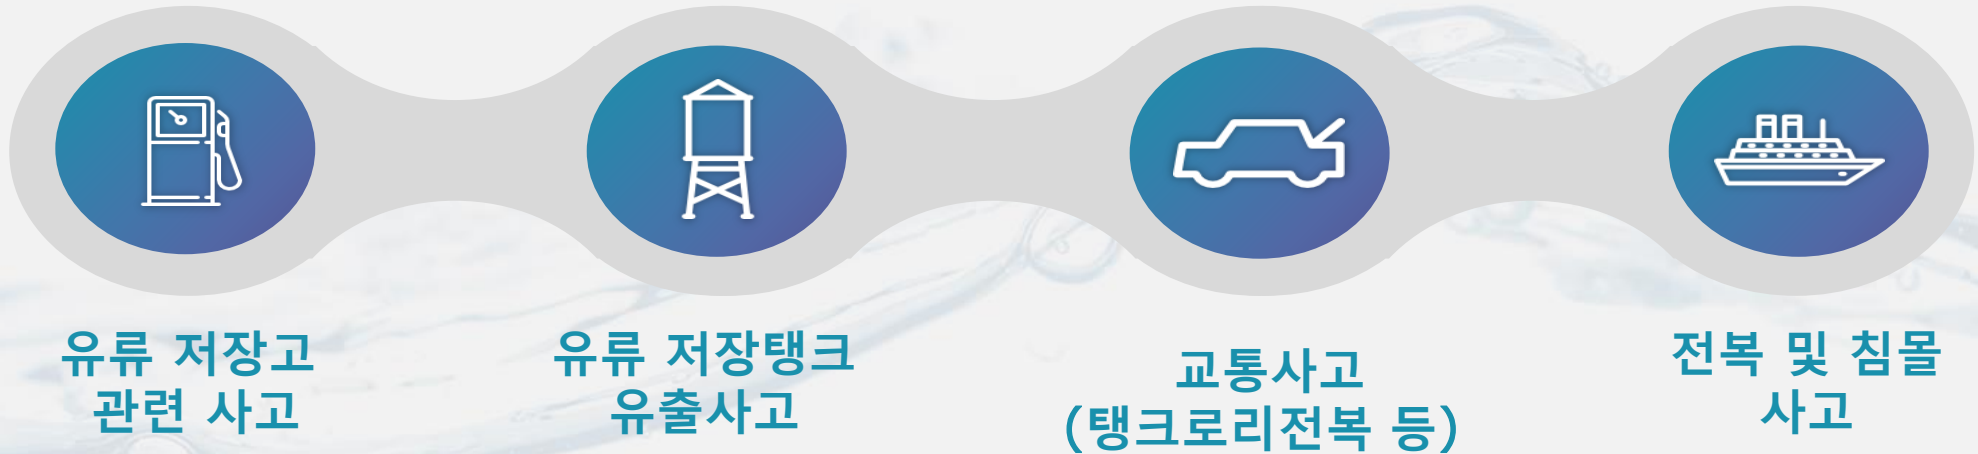 유류 저장고
관련 사고
유류 저장탱크
유출사고
교통사고
(탱크로리전복 등)
전복 및 침몰
사고